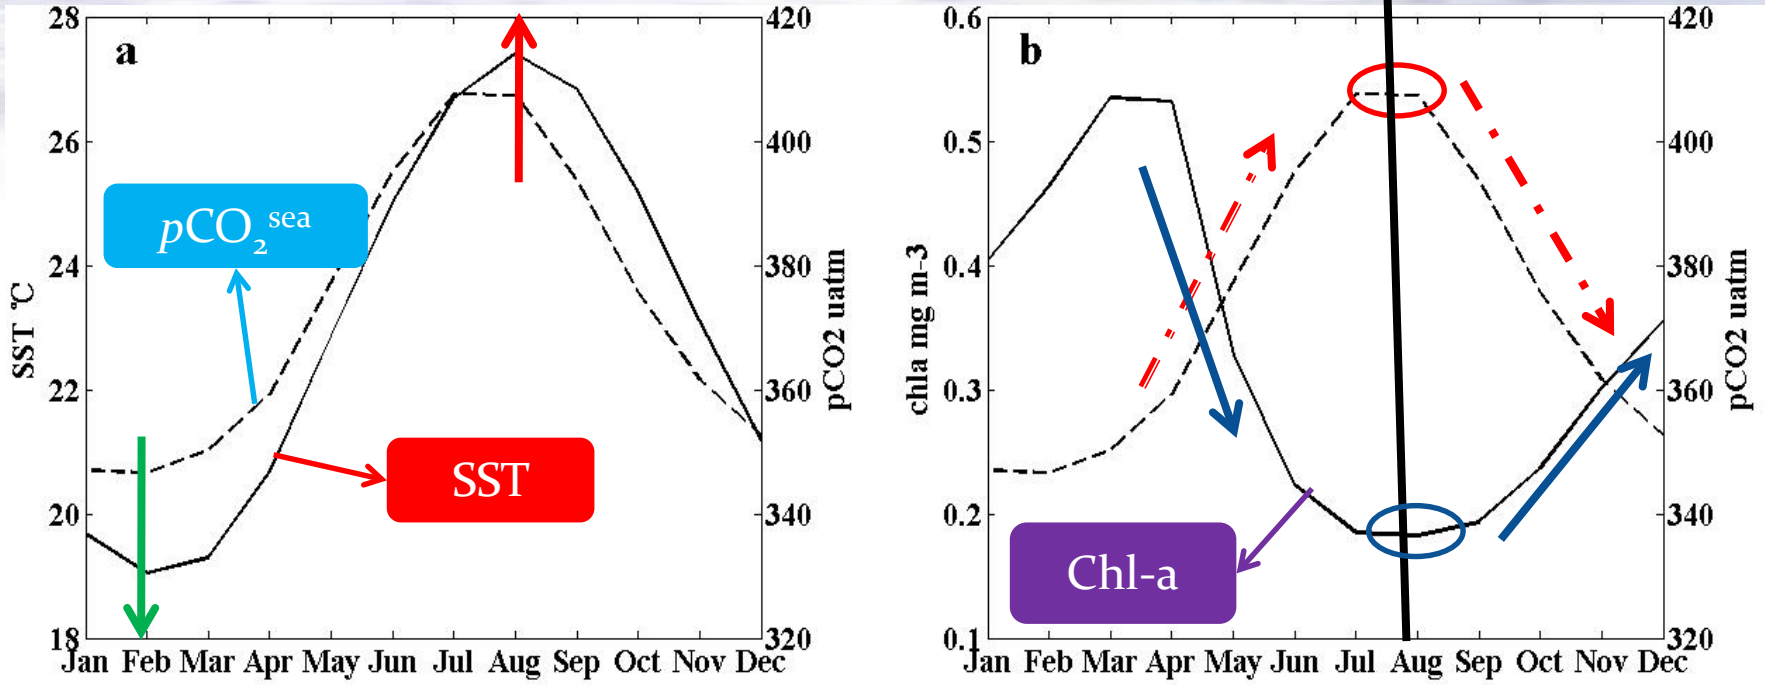 28
26
24
22
20
18
SST ℃
a
pCO₂ˢᵉᵃ
SST
420
400
380
360
340
320
pCO2 uatm
Jan Feb Mar Apr May Jun Jul Aug Sep Oct Nov Dec
0.6
0.5
0.4
0.3
0.2
0.1
chla mg m-3
b
Chl-a
420
400
380
360
340
320
pCO2 uatm
Jan Feb Mar Apr May Jun Jul Aug Sep Oct Nov Dec